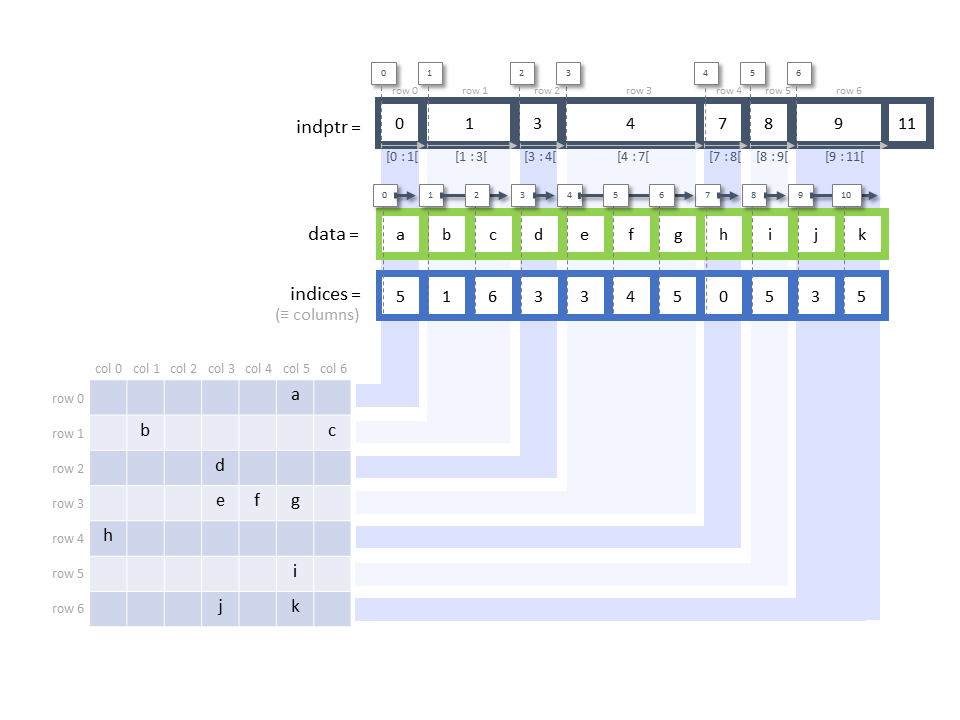 0 1 2 3 4 5 6
row 0 row 1 row 2 row 3 row 4 row 5 row 6
indptr = 0 1 3 4 7 8 9 11
[0 : 1[ [1 : 3[ [3 : 4[ [4 : 7[ [7 : 8[ [8 : 9[ [9 : 11[
0 1 2 3 4 5 6 7 8 9 10
data = a b c d e f g h i j k
indices = 5 1 6 3 3 4 5 0 5 3 5
(≡ columns)
col 0 col 1 col 2 col 3 col 4 col 5 col 6
row 0 a
row 1 b c
row 2 d
row 3 e f g
row 4 h
row 5 i
row 6 j k